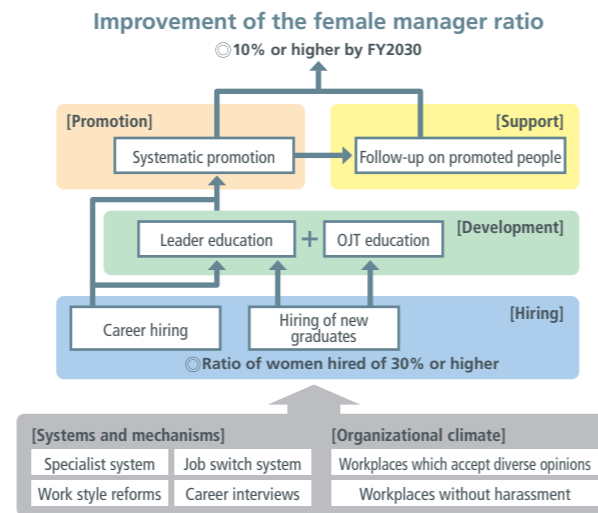 Improvement of the female manager ratio
◎10% or higher by FY2030
[Promotion]
[Support]
Systematic promotion
Follow-up on promoted people
[Development]
Leader education
+
OJT education
[Hiring]
Career hiring
Hiring of new
graduates
◎Ratio of women hired of 30% or higher
[Systems and mechanisms]
[Organizational climate]
Specialist system
Job switch system
Workplaces which accept diverse opinions
Work style reforms
Career interviews
Workplaces without harassment